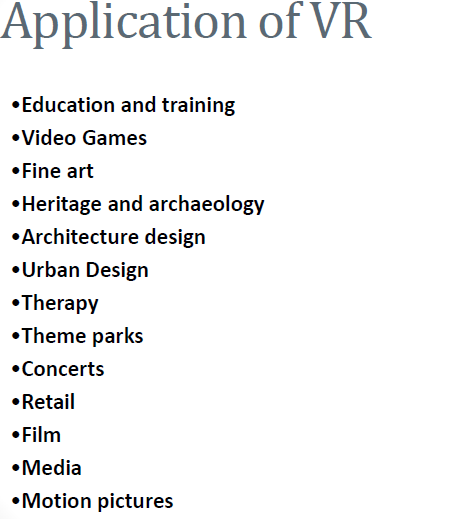 Application of VR
•Education and training
•Video Games
•Fine art
•Heritage and archaeology
•Architecture design
•Urban Design
•Therapy
•Theme parks
•Concerts
•Retail
•Film
•Media
•Motion pictures